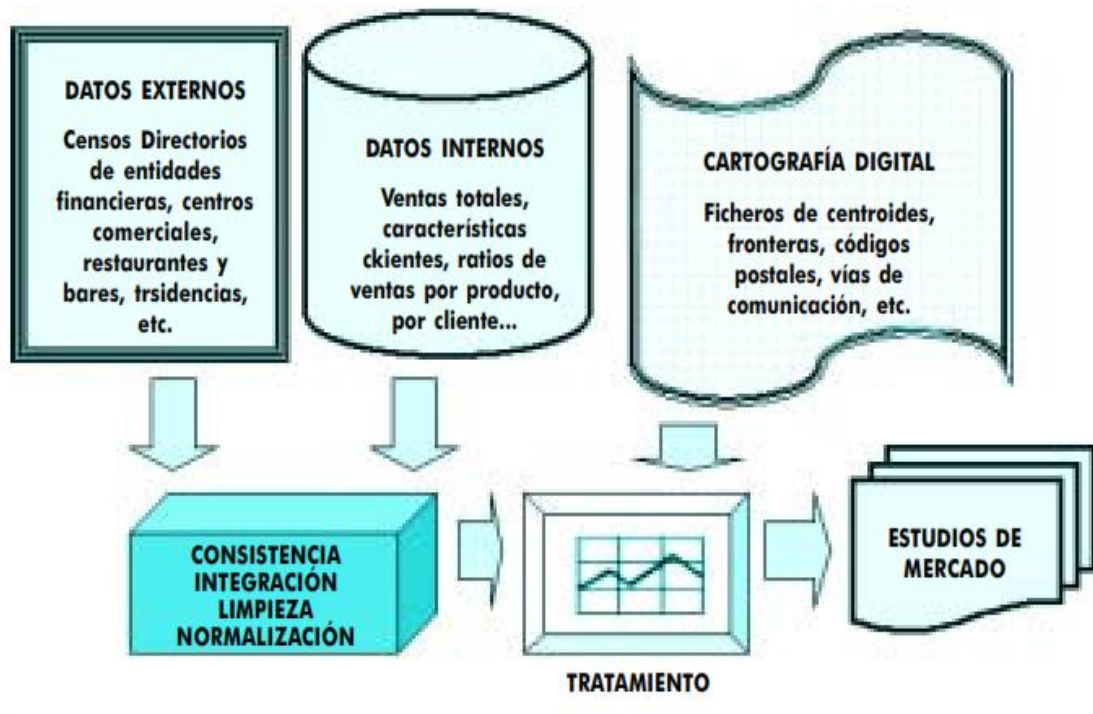 DATOS EXTERNOS
Censos Directorios
de entidades
financieras, centros
comerciales,
restaurantes y
bares, trsidencias,
etc.
DATOS INTERNOS
Ventas totales,
características
ckientes, ratios de
ventas por producto,
por cliente...
CARTOGRAFÍA DIGITAL
Ficheros de centroides,
fronteras, códigos
postales, vías de
comunicación, etc.
CONSISTENCIA
INTEGRACIÓN
LIMPIEZA
NORMALIZACIÓN
TRATAMIENTO
ESTUDIOS DE
MERCADO